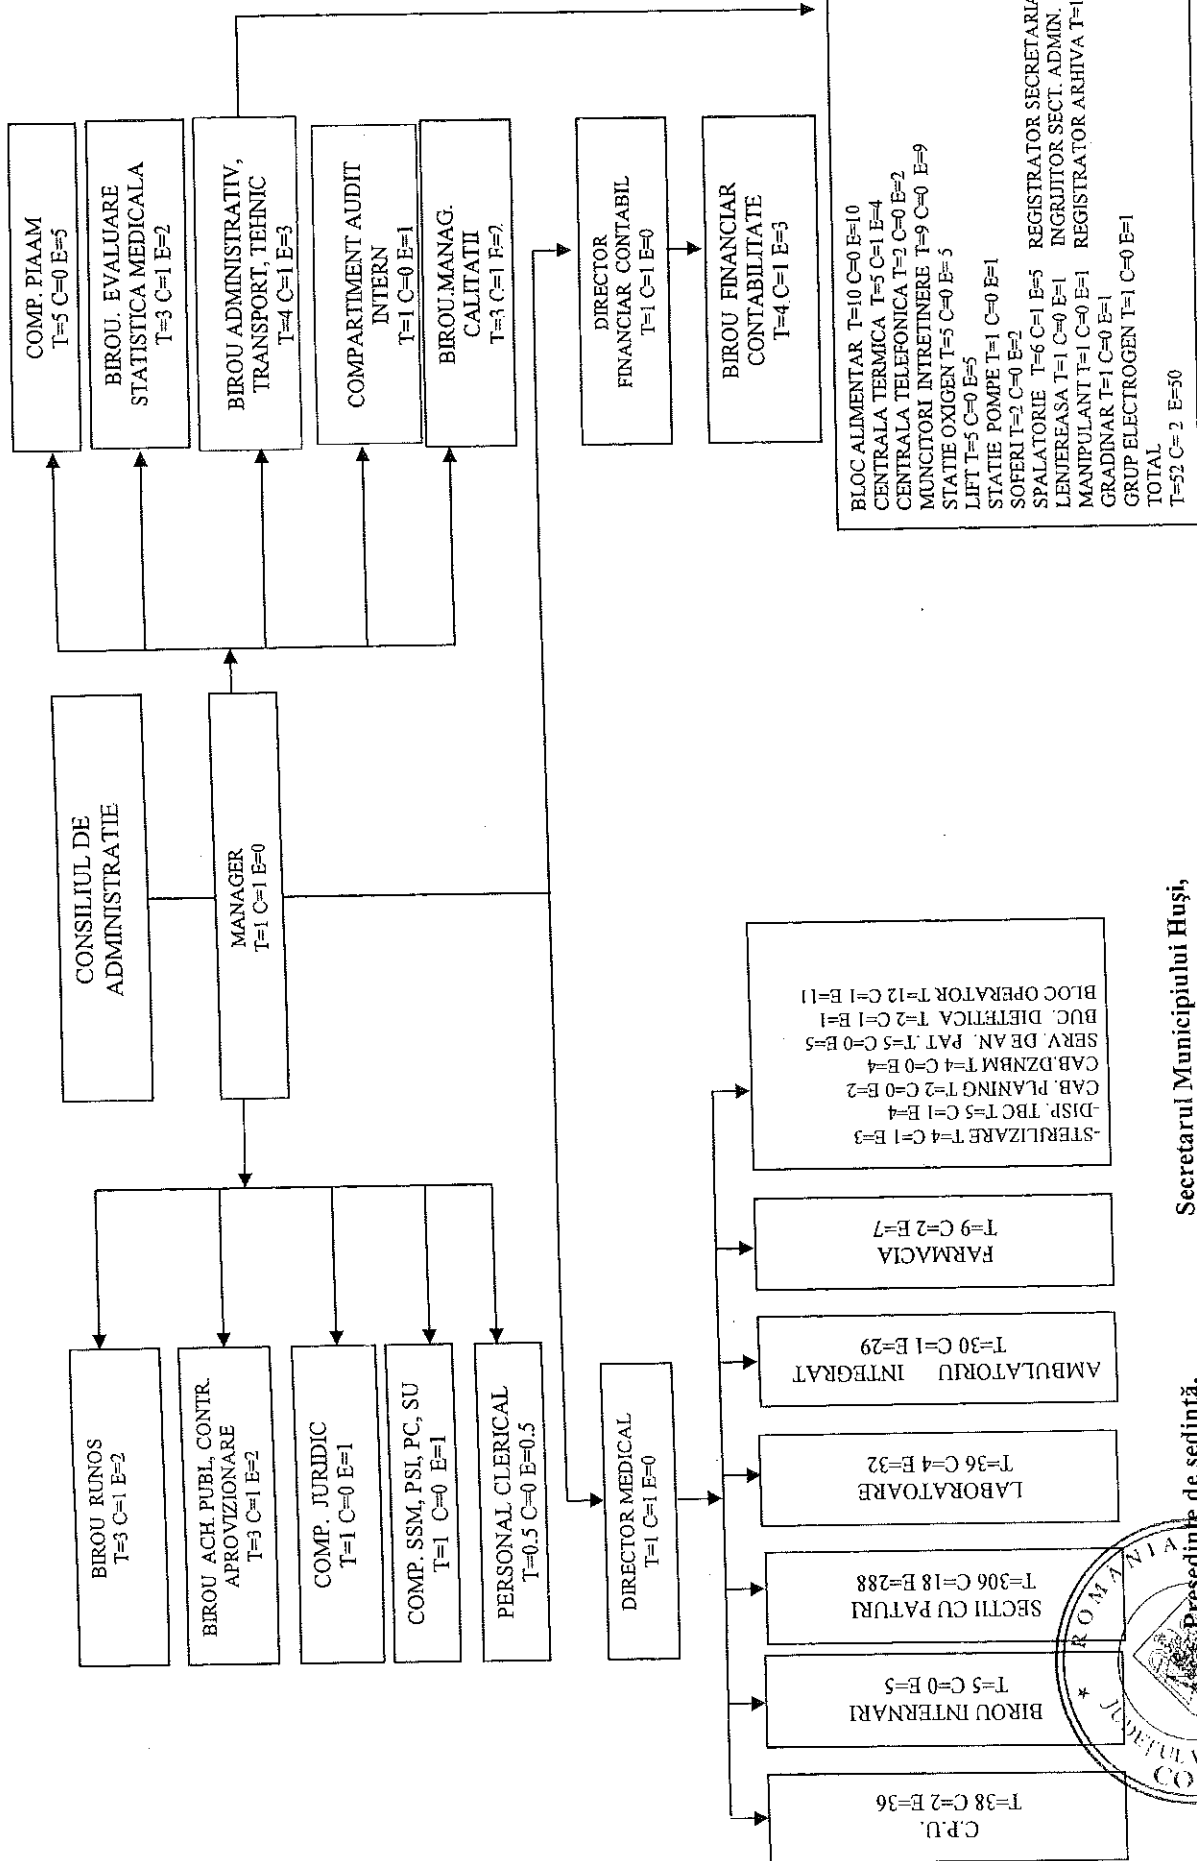 CONSILIUL DE
ADMINISTRATIE
MANAGER
T=1 C=1 E=0
BIROU RUNOS
T=3 C=1 E=2
BIROU ACH. PUBL, CONTR.
APROVIZIONARE
T=3 C=1 E=2
COMP. JURIDIC
T=1 C=0 E=1
COMP. SSM, PSI, PC, SU
T=1 C=0 E=1
PERSONAL CLERICAL
T=0.5 C=0 E=0.5
COMP. PIAAM
T=5 C=0 E=5
BIROU. EVALUARE
STATISTICA MEDICALA
T=3 C=1 E=2
BIROU ADMINISTRATIV,
TRANSPORT, TEHNIC
T=4 C=1 E=3
COMPARTIMENT AUDIT
INTERN
T=1 C=0 E=1
BIROU.MANAG.
CALITATII
T=3 C=1 E=2
DIRECTOR MEDICAL
T=1 C=1 E=0
DIRECTOR
FINANCIAR CONTABIL
T=1 C=1 E=0
BIROU FINANCIAR
CONTABILITATE
T=4 C=1 E=3
C.P.U.
T=38 C=2 E=36
BIROU INTERNARI
T=5 C=0 E=5
SECTII CU PATURI
T=306 C=18 E=288
LABORATOARE
T=36 C=4 E=32
AMBULATORIU INTEGRAT
T=30 C=1 E=29
FARMACIA
T=9 C=2 E=7
-STERILIZARE T=4 C=1 E=3
-DISP. TBC T=5 C=1 E=4
CAB. PLANING T=2 C=0 E=2
CAB.DZNBM T=4 C=0 E=4
SERV. DE AN. PAT .T=5 C=0 E=5
BUC. DIETETICA T=2 C=1 E=1
BLOC OPERATOR T=12 C=1 E=11
BLOC ALIMENTAR T=10 C=0 E=10
CENTRALA TERMICA T=5 C=1 E=4
CENTRALA TELEFONICA T=2 C=0 E=2
MUNCITORI INTRETINERE T=9 C=0 E=9
STATIE OXIGEN T=5 C=0 E= 5
LIFT T=5 C=0 E=5
STATIE POMPE T=1 C=0 E=1
SOFERI T=2 C=0 E=2
SPALATORIE T=6 C=1 E=5 REGISTRATOR SECRETARIA
LENJEREASA T=1 C=0 E=1 INGRIJITOR SECT. ADMIN.
MANIPULANT T=1 C=0 E=1 REGISTRATOR ARHIVA T=1
GRADINAR T=1 C=0 E=1
GRUP ELECTROGEN T=1 C=0 E=1
TOTAL
T=52 C= 2 E=50
Președinte de ședință,
Secretarul Municipiului Huși,
ROMANIA
JUDEȚUL
CO